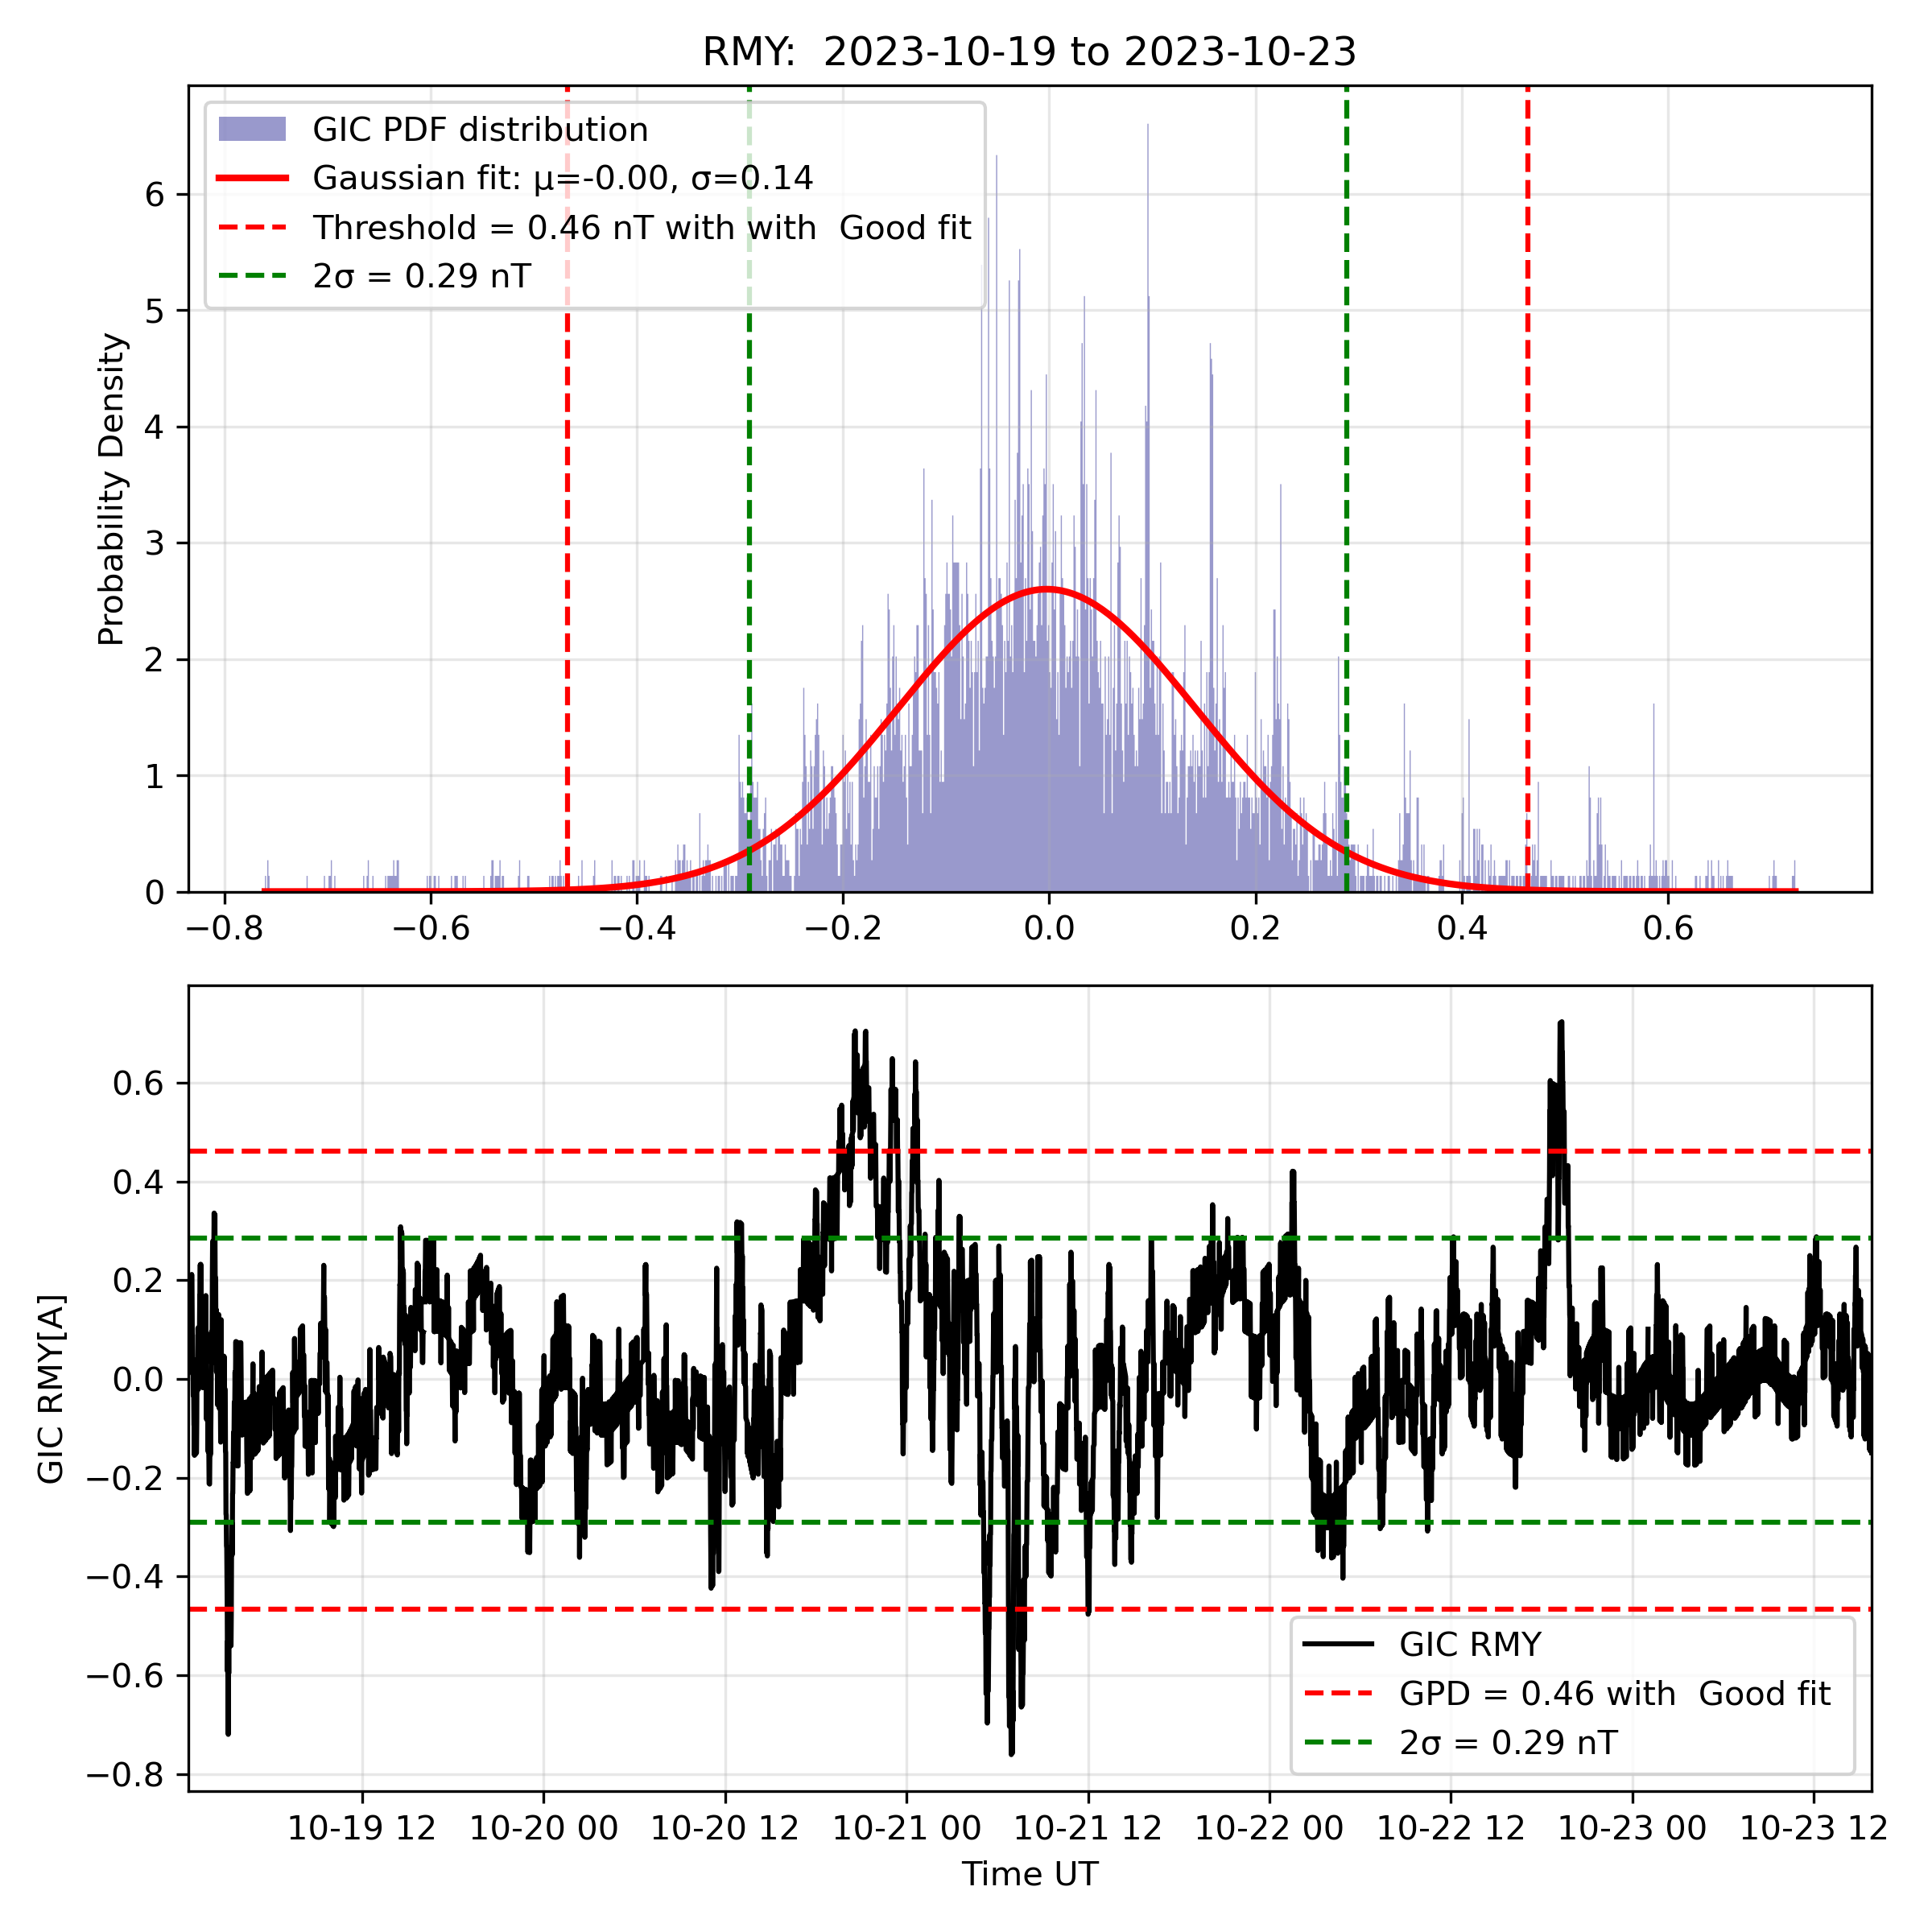 RMY:  2023-10-19 to 2023-10-23
GIC PDF distribution
Gaussian fit: μ=-0.00, σ=0.14
Threshold = 0.46 nT with with  Good fit
2σ = 0.29 nT
Probability Density
6
5
4
3
2
1
0
−0.8 −0.6 −0.4 −0.2 0.0 0.2 0.4 0.6
GIC RMY[A]
0.6
0.4
0.2
0.0
−0.2
−0.4
−0.6
−0.8
GIC RMY
GPD = 0.46 with  Good fit
2σ = 0.29 nT
10-19 12 10-20 00 10-20 12 10-21 00 10-21 12 10-22 00 10-22 12 10-23 00 10-23 12
Time UT